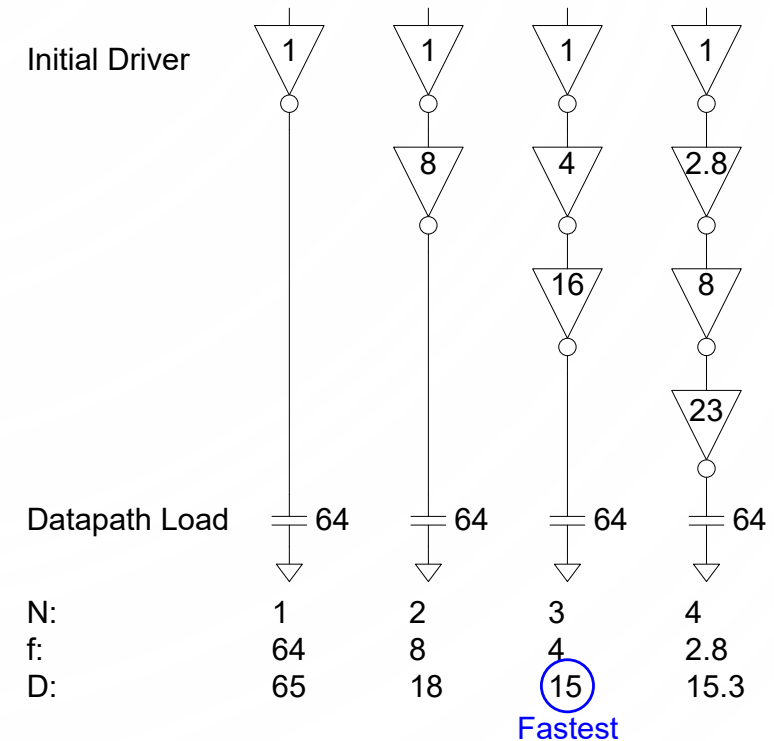 Initial Driver 1 1 1 1
8 4 2.8
16 8
23
Datapath Load 64 64 64 64
N: 1 2 3 4
f: 64 8 4 2.8
D: 65 18 15 15.3
Fastest